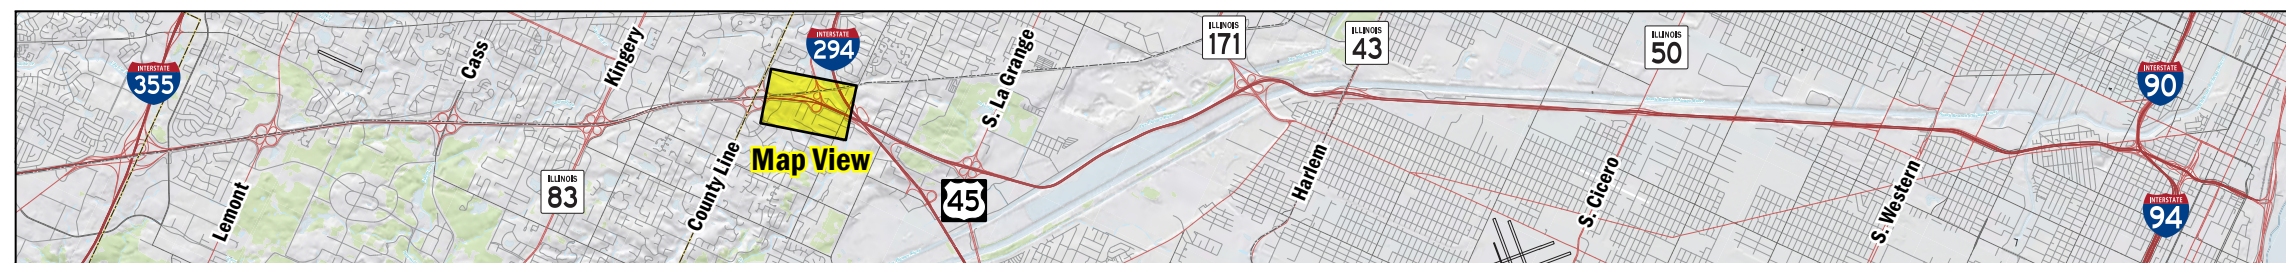 INTERSTATE
355
Lemont
Cass
ILLINOIS
83
Kingery
County Line
Map View
INTERSTATE
294
US
45
S. La Grange
ILLINOIS
171
Harlem
ILLINOIS
43
S. Cicero
ILLINOIS
50
S. Western
INTERSTATE
90
INTERSTATE
94